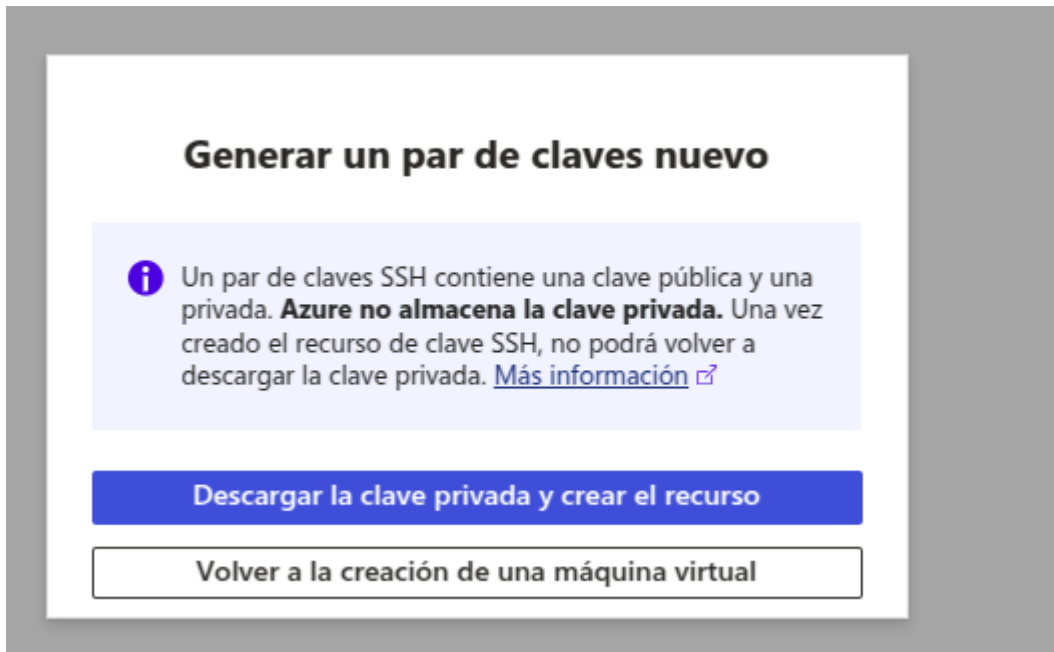 Generar un par de claves nuevo
Un par de claves SSH contiene una clave pública y una
privada. Azure no almacena la clave privada. Una vez
creado el recurso de clave SSH, no podrá volver a
descargar la clave privada. Más información
Descargar la clave privada y crear el recurso
Volver a la creación de una máquina virtual